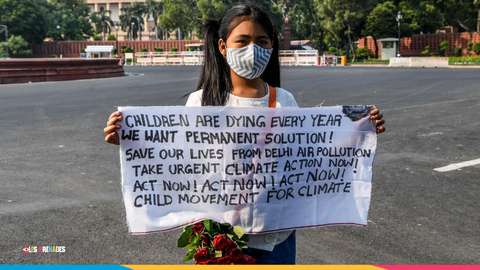 CHILDREN ARE DYING EVERY YEAR
WE WANT PERMANENT SOLUTION!
SAVE OUR LIVES FROM DELHI AIR POLLUTION
TAKE URGENT CLIMATE ACTION NOW!
ACT NOW! ACT NOW! ACT NOW!
CHILD MOVEMENT FOR CLIMATE